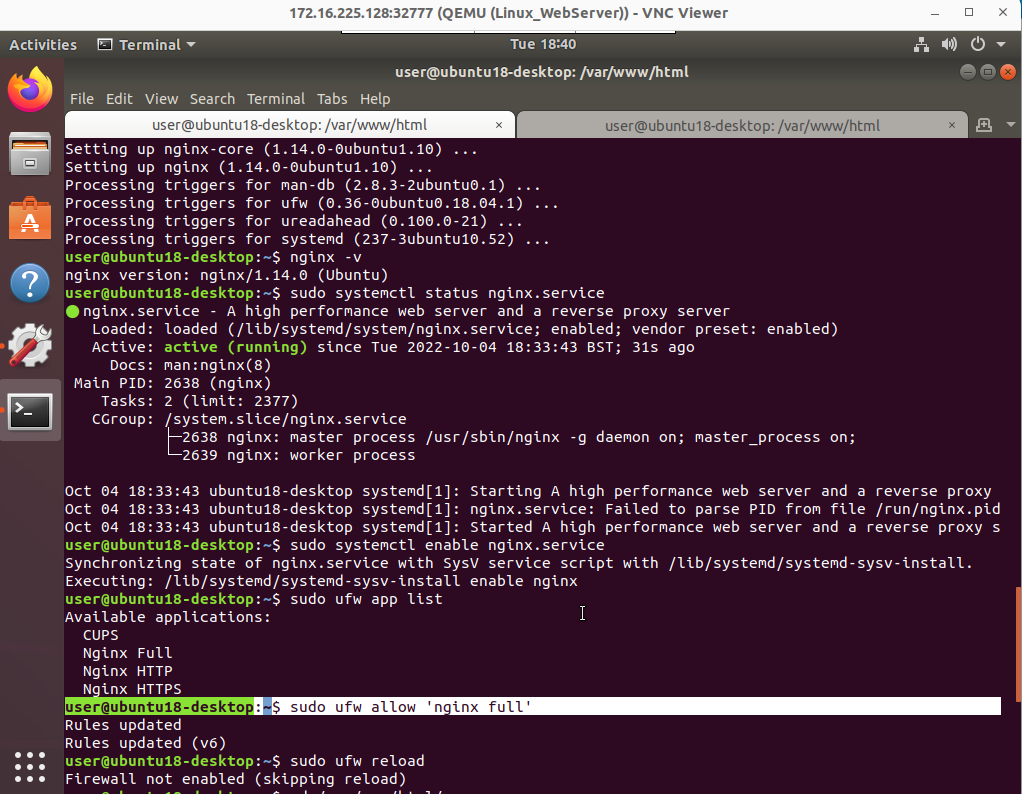 172.16.225.128:32777 (QEMU (Linux_WebServer)) - VNC Viewer
Activities Terminal Tue 18:40
user@ubuntu18-desktop: /var/www/html
File Edit View Search Terminal Tabs Help
user@ubuntu18-desktop: /var/www/html × user@ubuntu18-desktop: /var/www/html ×
Setting up nginx-core (1.14.0-0ubuntu1.10) ...
Setting up nginx (1.14.0-0ubuntu1.10) ...
Processing triggers for man-db (2.8.3-2ubuntu0.1) ...
Processing triggers for ufw (0.36-0ubuntu0.18.04.1) ...
Processing triggers for ureadahead (0.100.0-21) ...
Processing triggers for systemd (237-3ubuntu10.52) ...
user@ubuntu18-desktop:~$ nginx -v
nginx version: nginx/1.14.0 (Ubuntu)
user@ubuntu18-desktop:~$ sudo systemctl status nginx.service
● nginx.service - A high performance web server and a reverse proxy server
Loaded: loaded (/lib/systemd/system/nginx.service; enabled; vendor preset: enabled)
Active: active (running) since Tue 2022-10-04 18:33:43 BST; 31s ago
Docs: man:nginx(8)
Main PID: 2638 (nginx)
Tasks: 2 (limit: 2377)
CGroup: /system.slice/nginx.service
├─2638 nginx: master process /usr/sbin/nginx -g daemon on; master_process on;
└─2639 nginx: worker process
Oct 04 18:33:43 ubuntu18-desktop systemd[1]: Starting A high performance web server and a reverse proxy
Oct 04 18:33:43 ubuntu18-desktop systemd[1]: nginx.service: Failed to parse PID from file /run/nginx.pid
Oct 04 18:33:43 ubuntu18-desktop systemd[1]: Started A high performance web server and a reverse proxy s
user@ubuntu18-desktop:~$ sudo systemctl enable nginx.service
Synchronizing state of nginx.service with SysV service script with /lib/systemd/systemd-sysv-install.
Executing: /lib/systemd/systemd-sysv-install enable nginx
user@ubuntu18-desktop:~$ sudo ufw app list
Available applications:
CUPS
Nginx Full
Nginx HTTP
Nginx HTTPS
user@ubuntu18-desktop:~$ sudo ufw allow 'nginx full'
Rules updated
Rules updated (v6)
user@ubuntu18-desktop:~$ sudo ufw reload
Firewall not enabled (skipping reload)